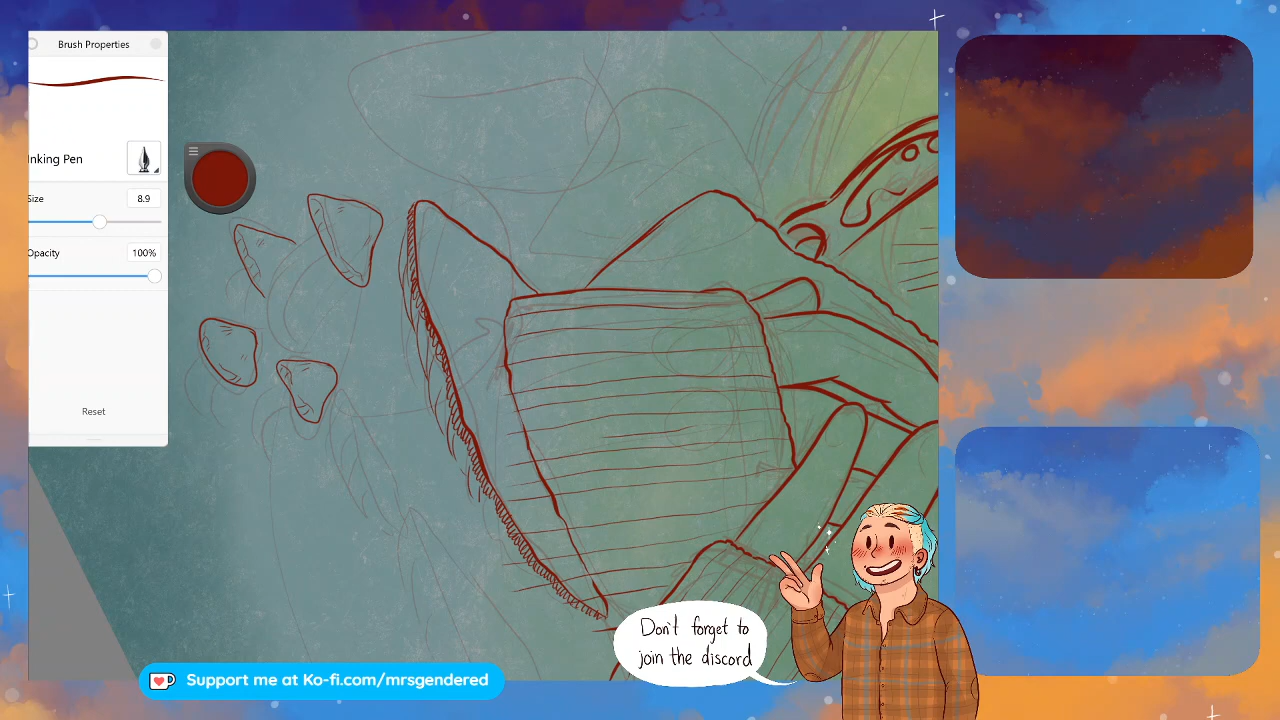 Brush Properties
Inking Pen
Size
8.9
Opacity
100%
Reset
Don't forget to
join the discord
Support me at Ko-fi.com/mrsgendered